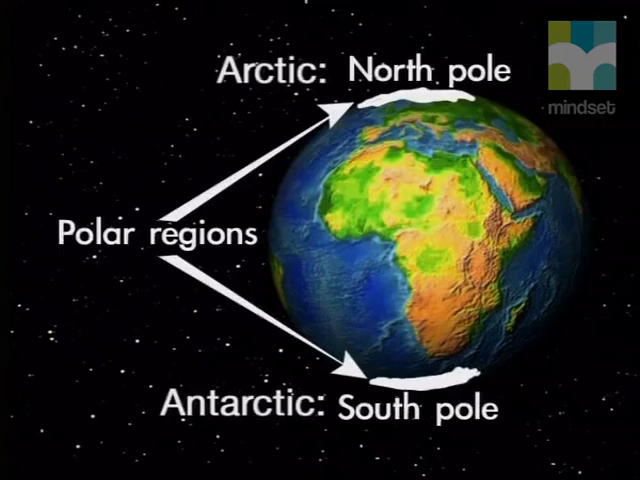 Arctic: North pole
mindset
Polar regions
Antarctic: South pole